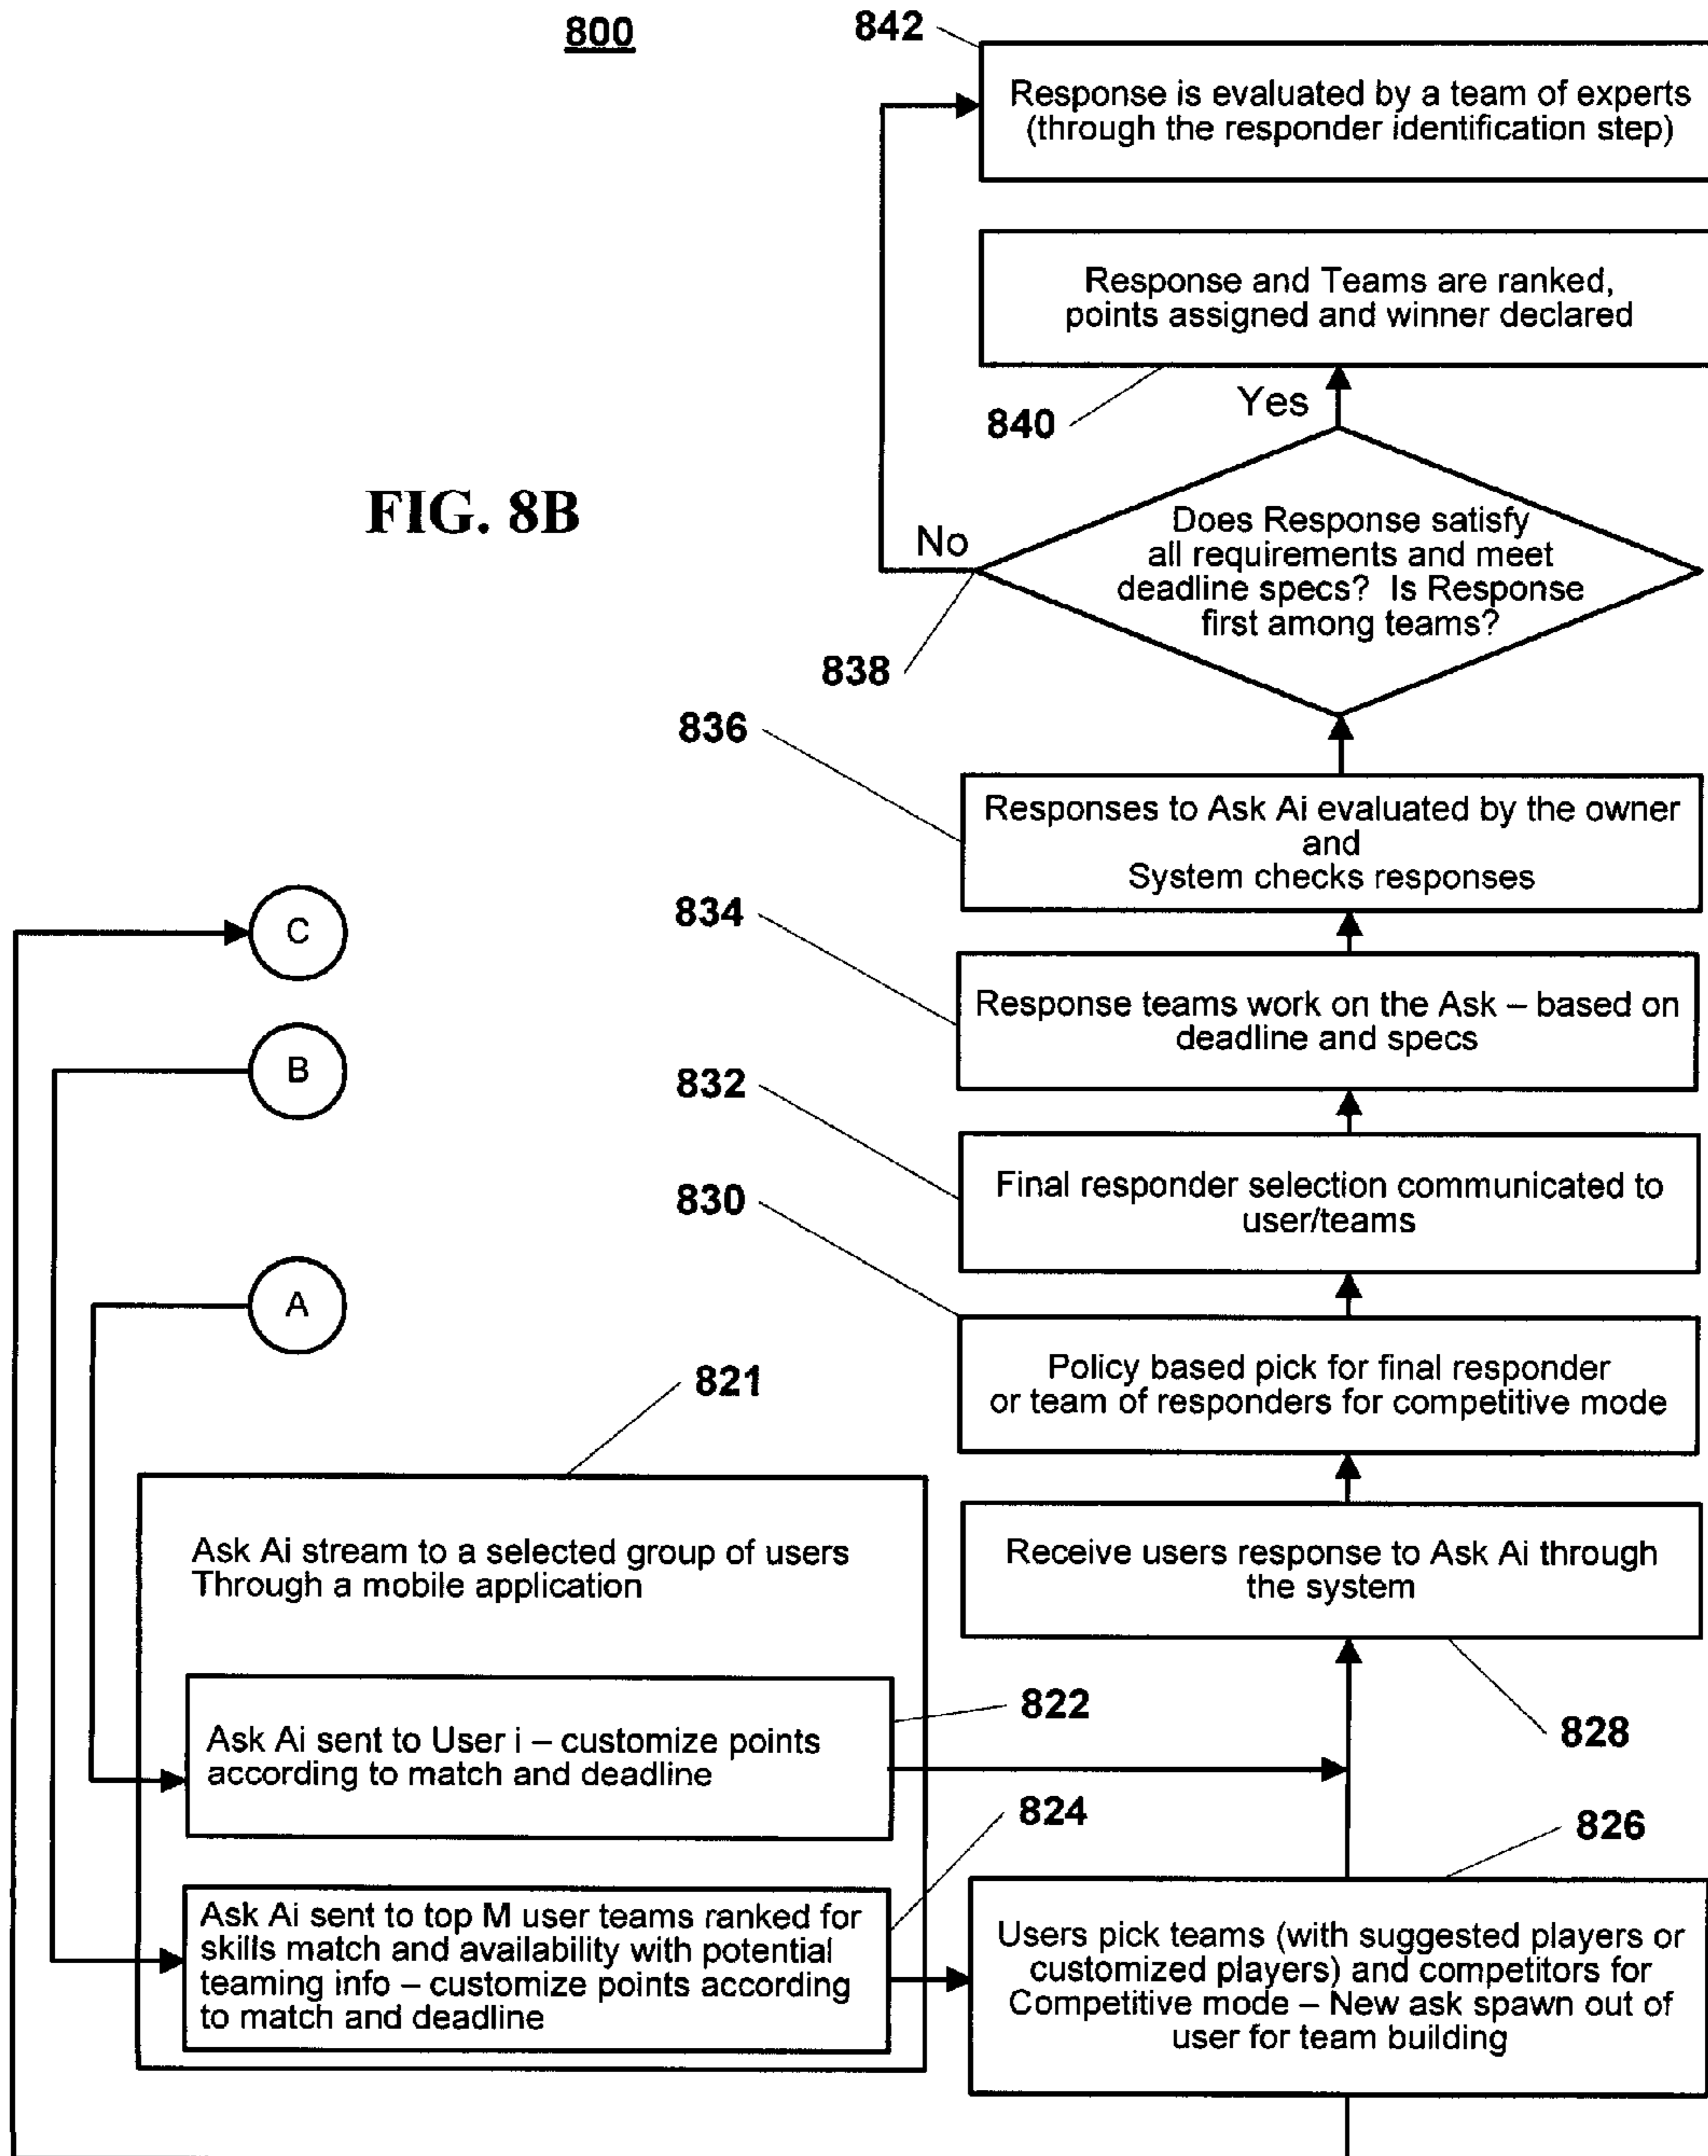 800
842
Response is evaluated by a team of experts
(through the responder identification step)
Response and Teams are ranked,
points assigned and winner declared
840
Yes
FIG. 8B
No
Does Response satisfy
all requirements and meet
deadline specs? Is Response
first among teams?
838
836
Responses to Ask Ai evaluated by the owner
and
System checks responses
834
C
Response teams work on the Ask – based on
deadline and specs
B
832
Final responder selection communicated to
user/teams
830
A
Policy based pick for final responder
or team of responders for competitive mode
821
Ask Ai stream to a selected group of users
Through a mobile application
Receive users response to Ask Ai through
the system
828
822
Ask Ai sent to User i – customize points
according to match and deadline
824
826
Ask Ai sent to top M user teams ranked for
skills match and availability with potential
teaming info – customize points according
to match and deadline
Users pick teams (with suggested players or
customized players) and competitors for
Competitive mode – New ask spawn out of
user for team building